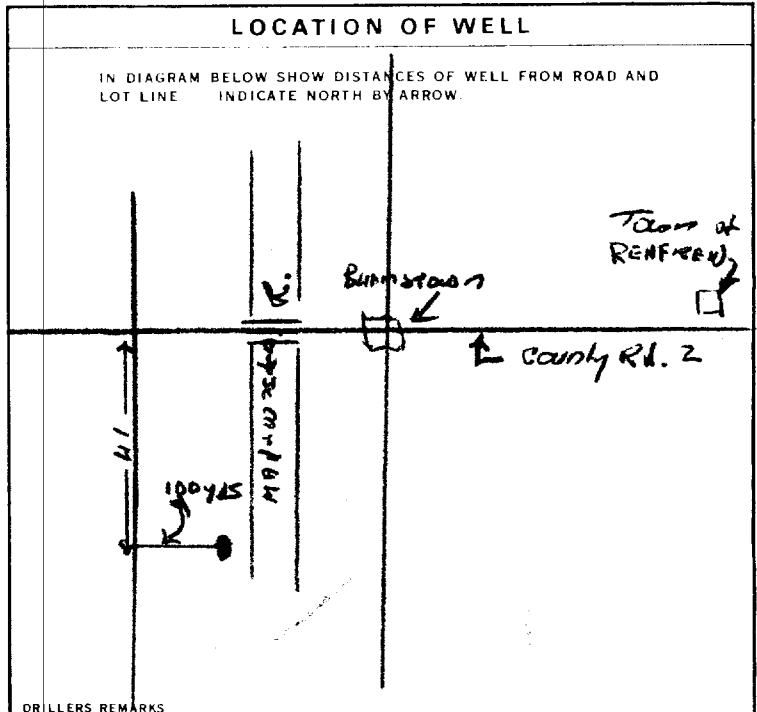 LOCATION OF WELL
IN DIAGRAM BELOW SHOW DISTANCES OF WELL FROM ROAD AND
LOT LINE INDICATE NORTH BY ARROW.
Town of
RENFREW
Burnstown
County Rd. 2
R.
100yds
DRILLERS REMARKS